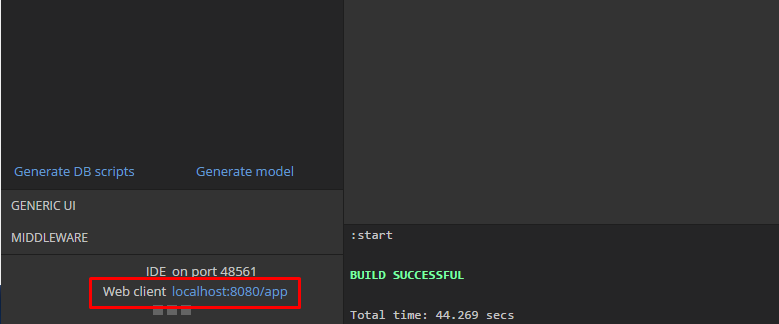 Generate DB scripts Generate model
GENERIC UI
MIDDLEWARE
IDE on port 48561
Web client localhost:8080/app
:start
BUILD SUCCESSFUL
Total time: 44.269 secs